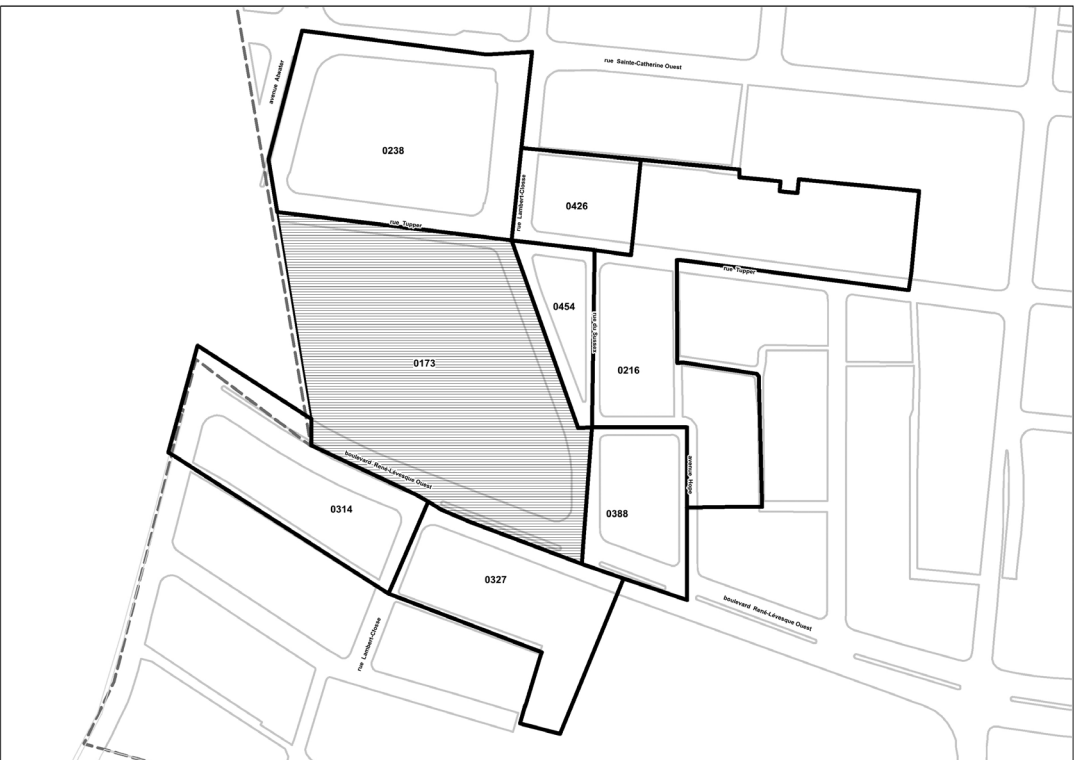 rue Sainte-Catherine Ouest
avenue Atwater
0238
rue Lambert-Closse
0426
rue Tupper
rue Tupper
0454
rue du Sussex
0173
0216
boulevard René-Lévesque Ouest
avenue Hope
0314
0388
0327
boulevard René-Lévesque Ouest
rue Lambert-Closse